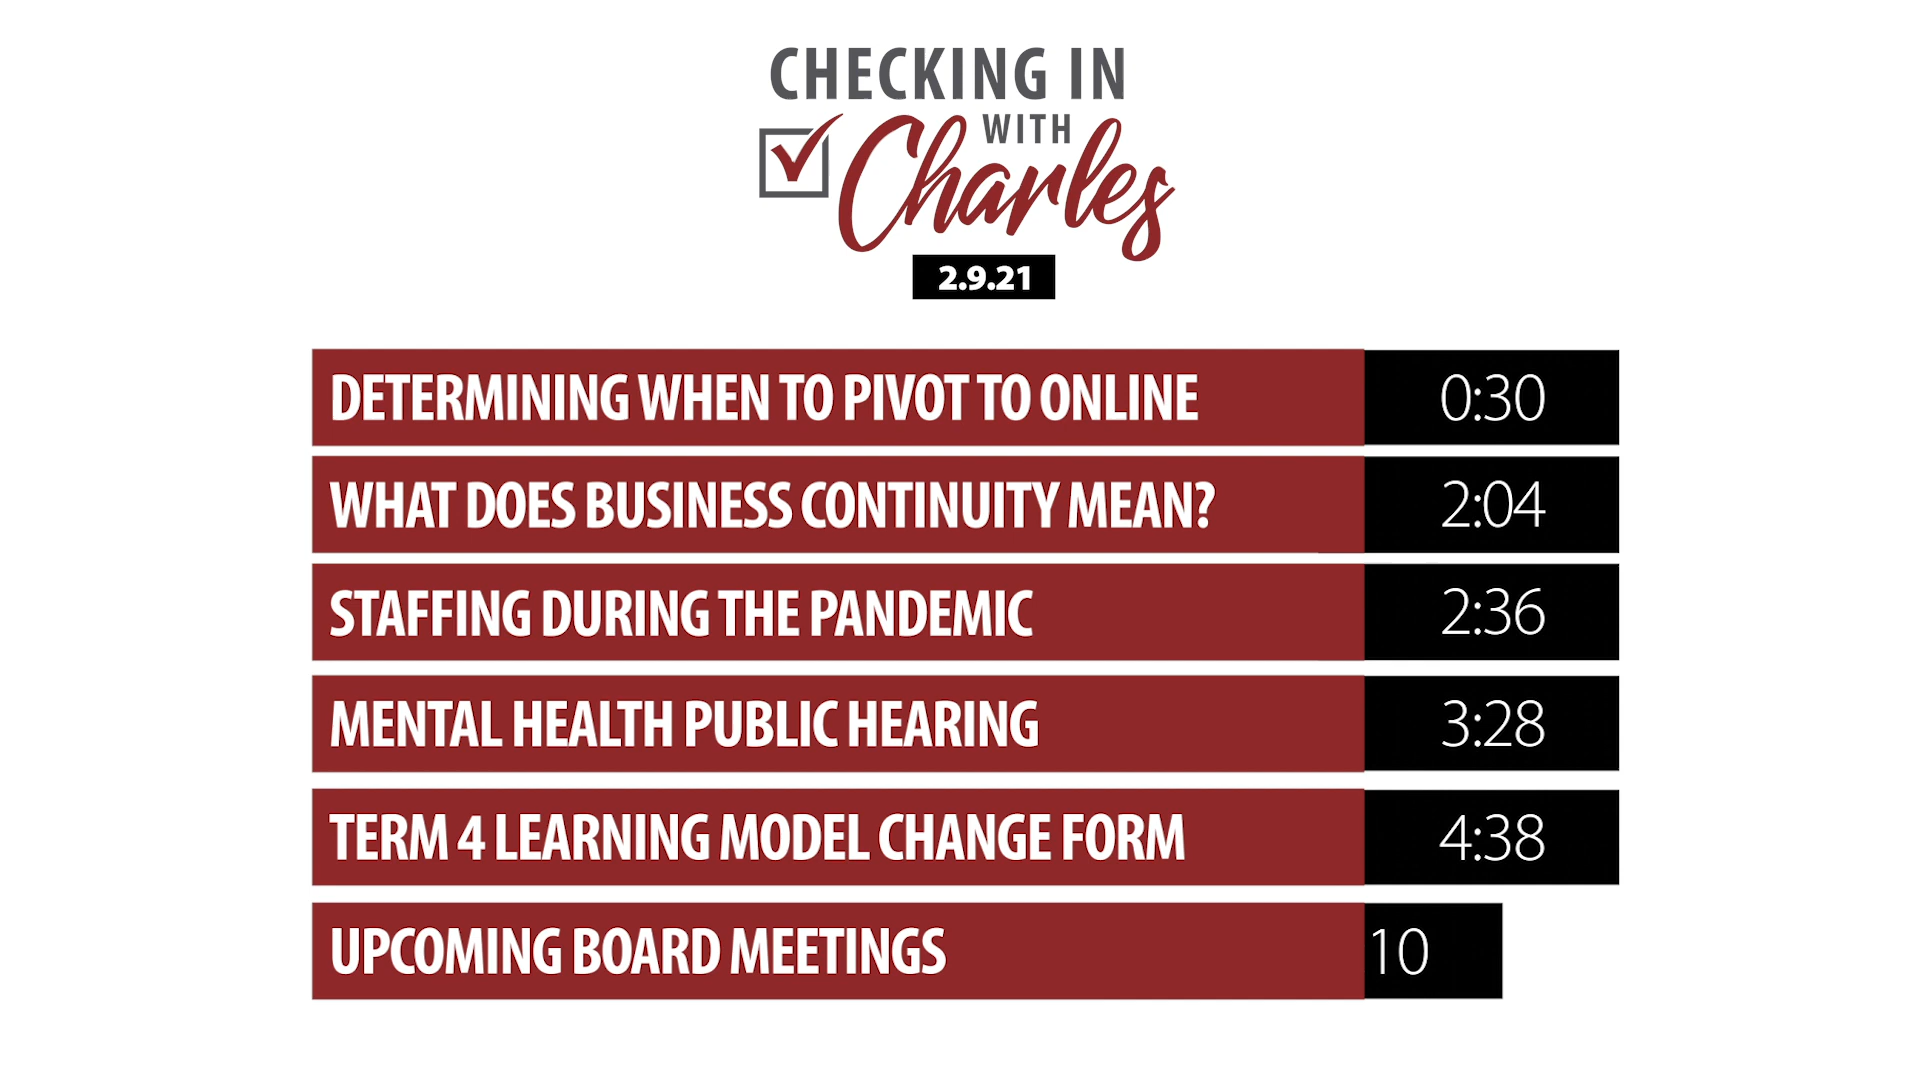 CHECKING IN
WITH
Charles
2.9.21
DETERMINING WHEN TO PIVOT TO ONLINE 0:30
WHAT DOES BUSINESS CONTINUITY MEAN? 2:04
STAFFING DURING THE PANDEMIC 2:36
MENTAL HEALTH PUBLIC HEARING 3:28
TERM 4 LEARNING MODEL CHANGE FORM 4:38
UPCOMING BOARD MEETINGS 10